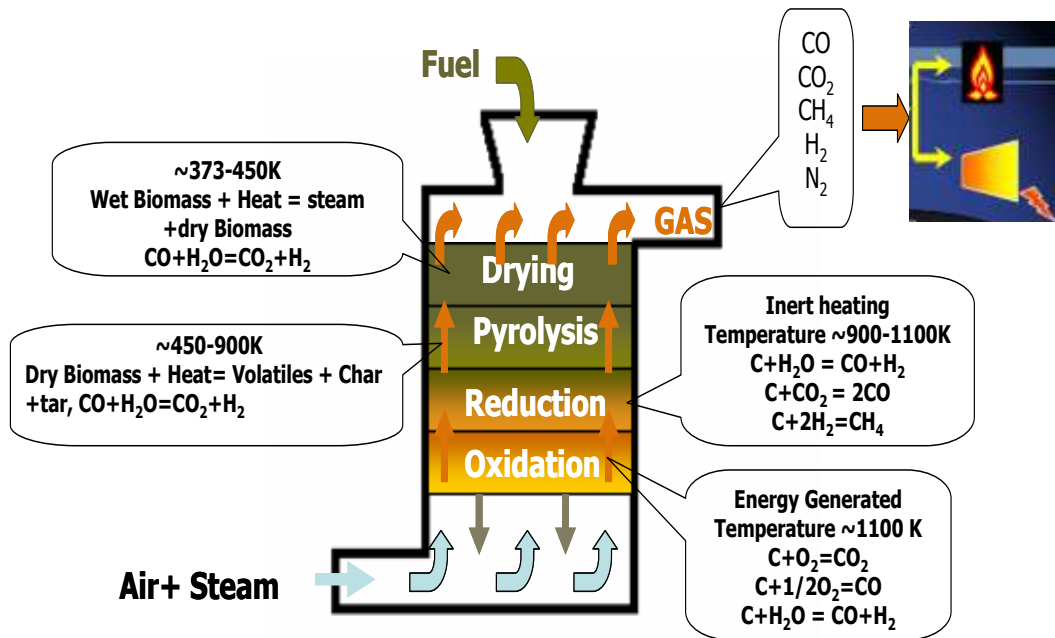 Fuel
CO
CO₂
CH₄
H₂
N₂
~373-450K
Wet Biomass + Heat = steam
+dry Biomass
CO+H₂O=CO₂+H₂
GAS
Drying
Pyrolysis
Reduction
Oxidation
~450-900K
Dry Biomass + Heat= Volatiles + Char
+tar, CO+H₂O=CO₂+H₂
Inert heating
Temperature ~900-1100K
C+H₂O = CO+H₂
C+CO₂ = 2CO
C+2H₂=CH₄
Energy Generated
Temperature ~1100 K
C+O₂=CO₂
C+1/2O₂=CO
C+H₂O = CO+H₂
Air+ Steam